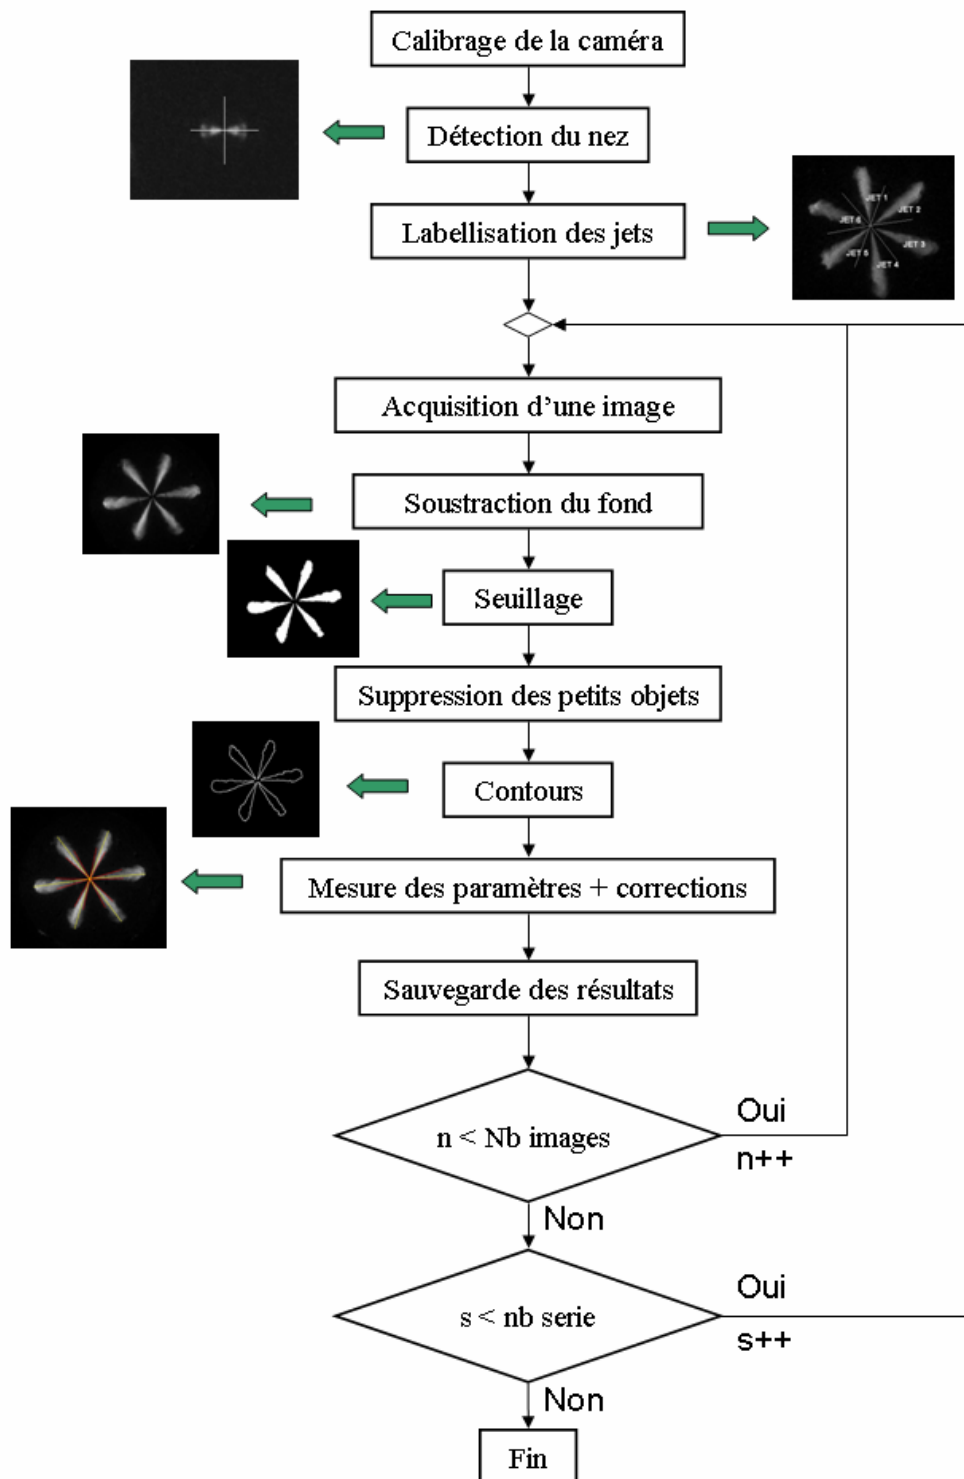 Calibrage de la caméra
Détection du nez
Labellisation des jets
JET 1
JET 2
JET 6
JET 3
JET 5
JET 4
Acquisition d’une image
Soustraction du fond
Seuillage
Suppression des petits objets
Contours
Mesure des paramètres + corrections
Sauvegarde des résultats
n < Nb images
Oui
n++
Non
s < nb serie
Oui
s++
Non
Fin